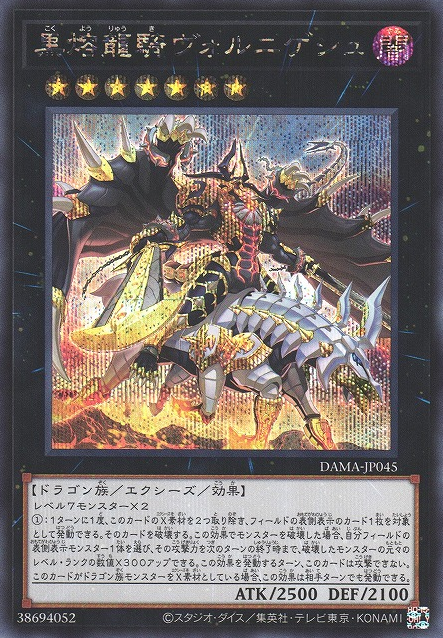 こくようりゅうき
黒熔龍騎ヴォルニゲシュ
闇
DAMA-JP045
【ドラゴン族／エクシーズ／効果】
レベル7モンスター×2
①：1ターンに1度、このカードのX素材を2つ取り除き、フィールドの表側表示のカード1枚を対象
として発動できる。そのカードを破壊する。この効果でモンスターを破壊した場合、自分フィールドの
表側表示モンスター1体を選び、その攻撃力を次のターンの終了時まで、破壊したモンスターの元々の
レベル・ランクの数値×300アップできる。この効果を発動するターン、このカードは攻撃できない。
このカードがドラゴン族モンスターをX素材としている場合、この効果は相手ターンでも発動できる。
ATK/2500 DEF/2100
38694052 ©スタジオ・ダイス／集英社・テレビ東京・KONAMI